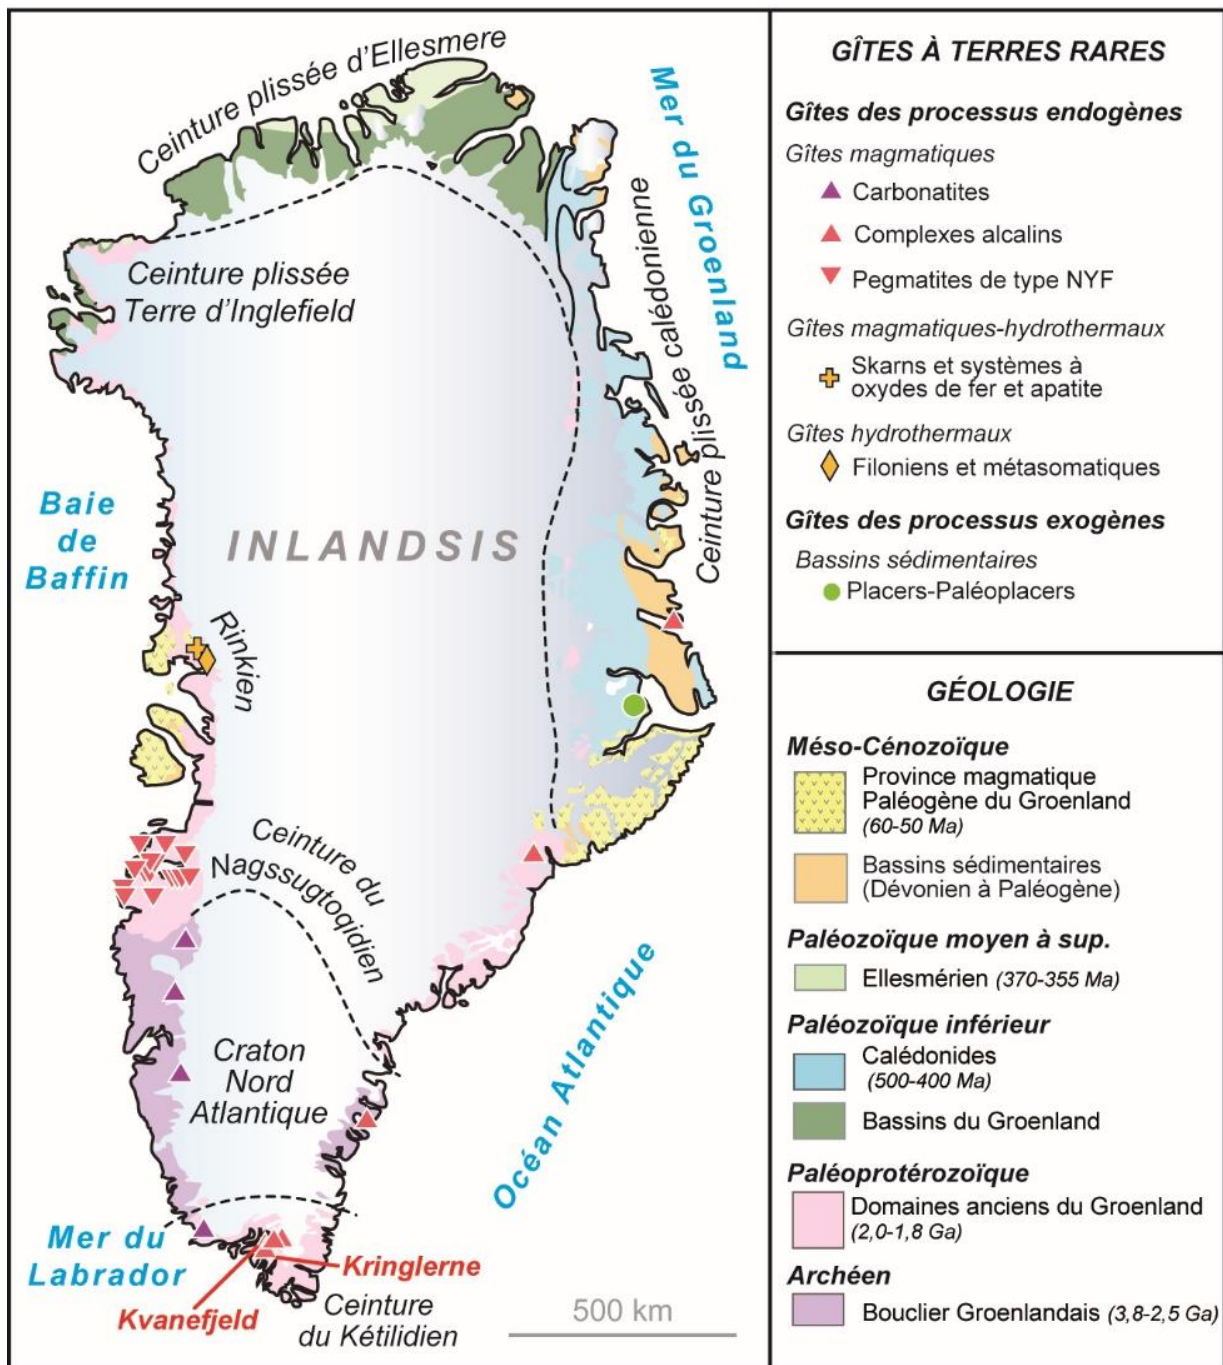 Ceinture plissée d'Ellesmere
Mer du Groenland
Ceinture plissée
Terre d'Inglefield
Ceinture plissée calédonienne
Baie
de
Baffin
INLANDSIS
Rinkien
Ceinture du
Nagssugtoqidien
Craton
Nord
Atlantique
Océan Atlantique
Mer du
Labrador
Kringlerne
Kvanefjeld
Ceinture
du Kétilidien
500 km
GÎTES À TERRES RARES
Gîtes des processus endogènes
Gîtes magmatiques
Carbonatites
Complexes alcalins
Pegmatites de type NYF
Gîtes magmatiques-hydrothermaux
Skarns et systèmes à
oxydes de fer et apatite
Gîtes hydrothermaux
Filoniens et métasomatiques
Gîtes des processus exogènes
Bassins sédimentaires
Placers-Paléoplacers
GÉOLOGIE
Méso-Cénozoïque
Province magmatique
Paléogène du Groenland
(60-50 Ma)
Bassins sédimentaires
(Dévonien à Paléogène)
Paléozoïque moyen à sup.
Ellesmérien (370-355 Ma)
Paléozoïque inférieur
Calédonides
(500-400 Ma)
Bassins du Groenland
Paléoprotérozoïque
Domaines anciens du Groenland
(2,0-1,8 Ga)
Archéen
Bouclier Groenlandais (3,8-2,5 Ga)